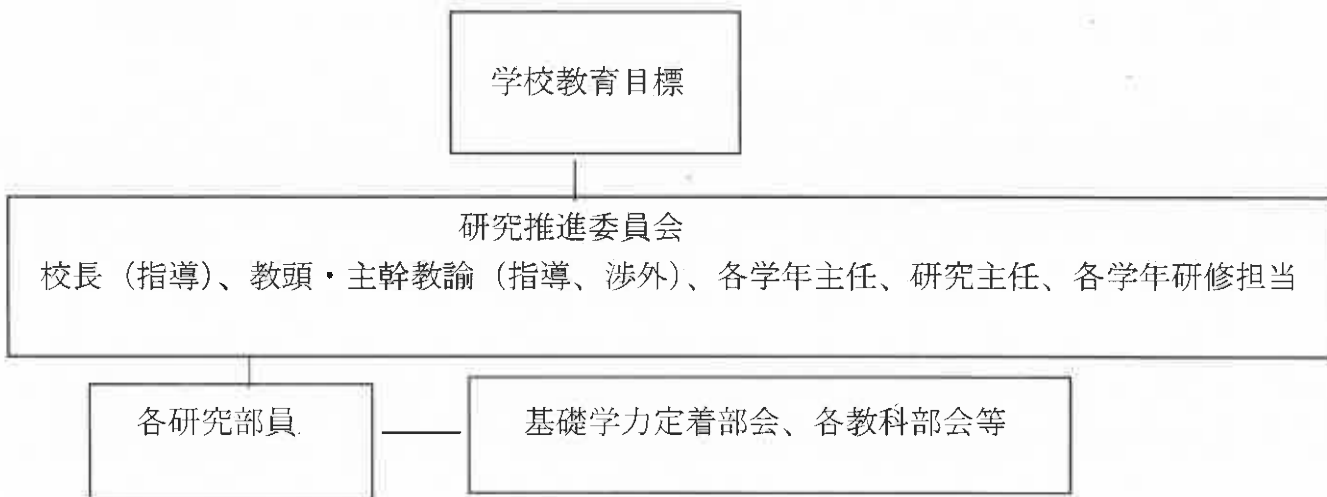 学校教育目標
研究推進委員会
校長（指導）、教頭・主幹教諭（指導、渉外）、各学年主任、研究主任、各学年研修担当
各研究部員
基礎学力定着部会、各教科部会等